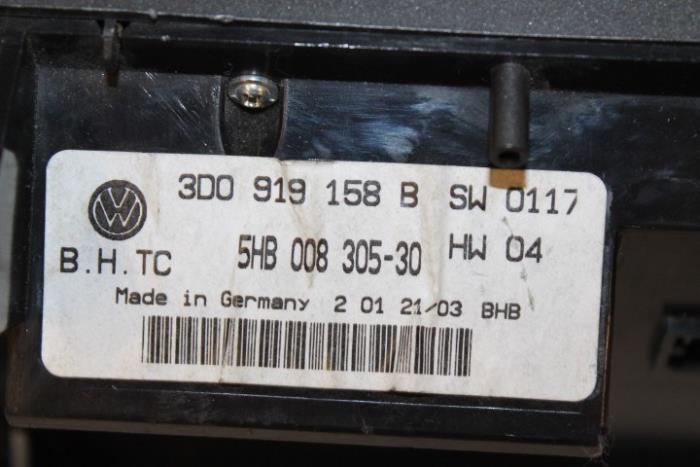 3D0 919 158 B SW 0117
B.H.TC 5HB 008 305-30 HW 04
Made in Germany 2 01 21/03 BHB